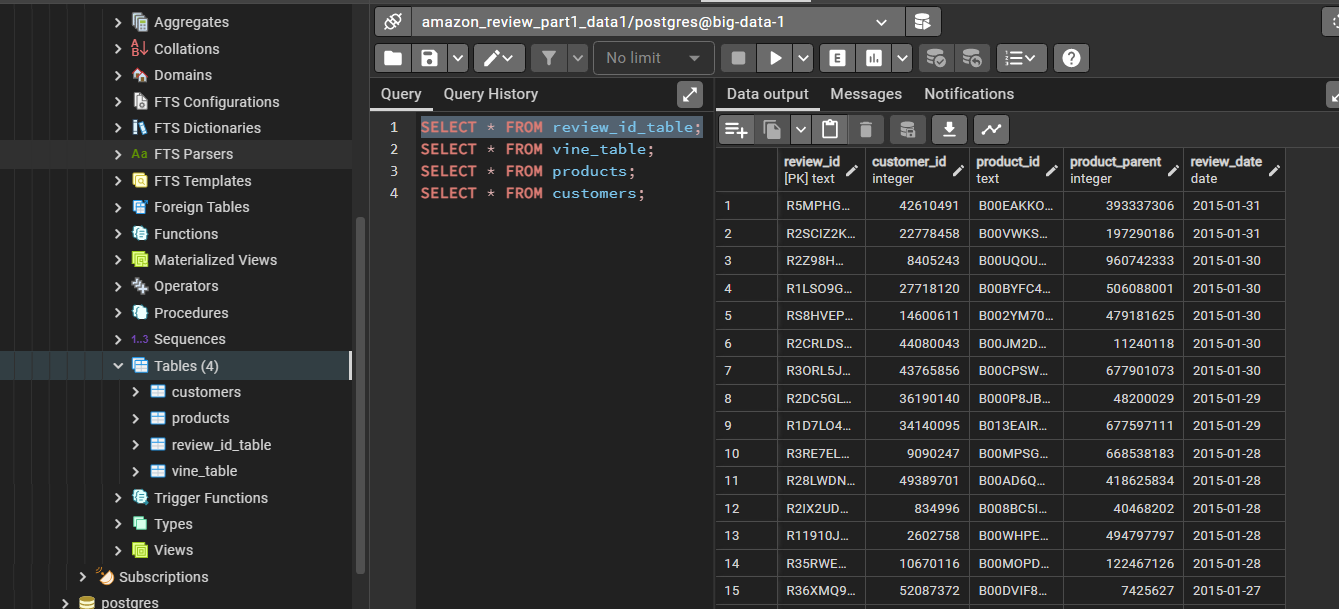 Aggregates
Collations
Domains
FTS Configurations
FTS Dictionaries
Aa FTS Parsers
FTS Templates
Foreign Tables
Functions
Materialized Views
Operators
Procedures
1..3 Sequences
Tables (4)
customers
products
review_id_table
vine_table
Trigger Functions
Types
Views
Subscriptions
postgres
amazon_review_part1_data1/postgres@big-data-1
No limit
E
Query Query History
1 SELECT * FROM review_id_table;
2 SELECT * FROM vine_table;
3 SELECT * FROM products;
4 SELECT * FROM customers;
Data output Messages Notifications
review_id customer_id product_id product_parent review_date
[PK] text integer text integer date
1 R5MPHG... 42610491 B00EAKKO... 393337306 2015-01-31
2 R2SCIZ2K... 22778458 B00VWKS... 197290186 2015-01-31
3 R2Z98H... 8405243 B00UQOU... 960742333 2015-01-30
4 R1LSO9G... 27718120 B00BYFC4... 506088001 2015-01-30
5 RS8HVEP... 14600611 B002YM70... 479181625 2015-01-30
6 R2CRLDS... 44080043 B00JM2D... 11240118 2015-01-30
7 R3ORL5J... 43765856 B00CPSW... 677901073 2015-01-30
8 R2DC5GL... 36190140 B000P8JB... 48200029 2015-01-29
9 R1D7LO4... 34140095 B013EAIR... 677597111 2015-01-29
10 R3RE7EL... 9090247 B00MPSG... 668538183 2015-01-28
11 R28LWDN... 49389701 B00AD6Q... 418625834 2015-01-28
12 R2IX2UD... 834996 B008BC5I... 40468202 2015-01-28
13 R11910J... 2602758 B00WHPE... 494797797 2015-01-28
14 R35RWE... 10670116 B00MOPD... 122467126 2015-01-28
15 R36XMQ9... 52087372 B00DVIF8... 7425627 2015-01-27